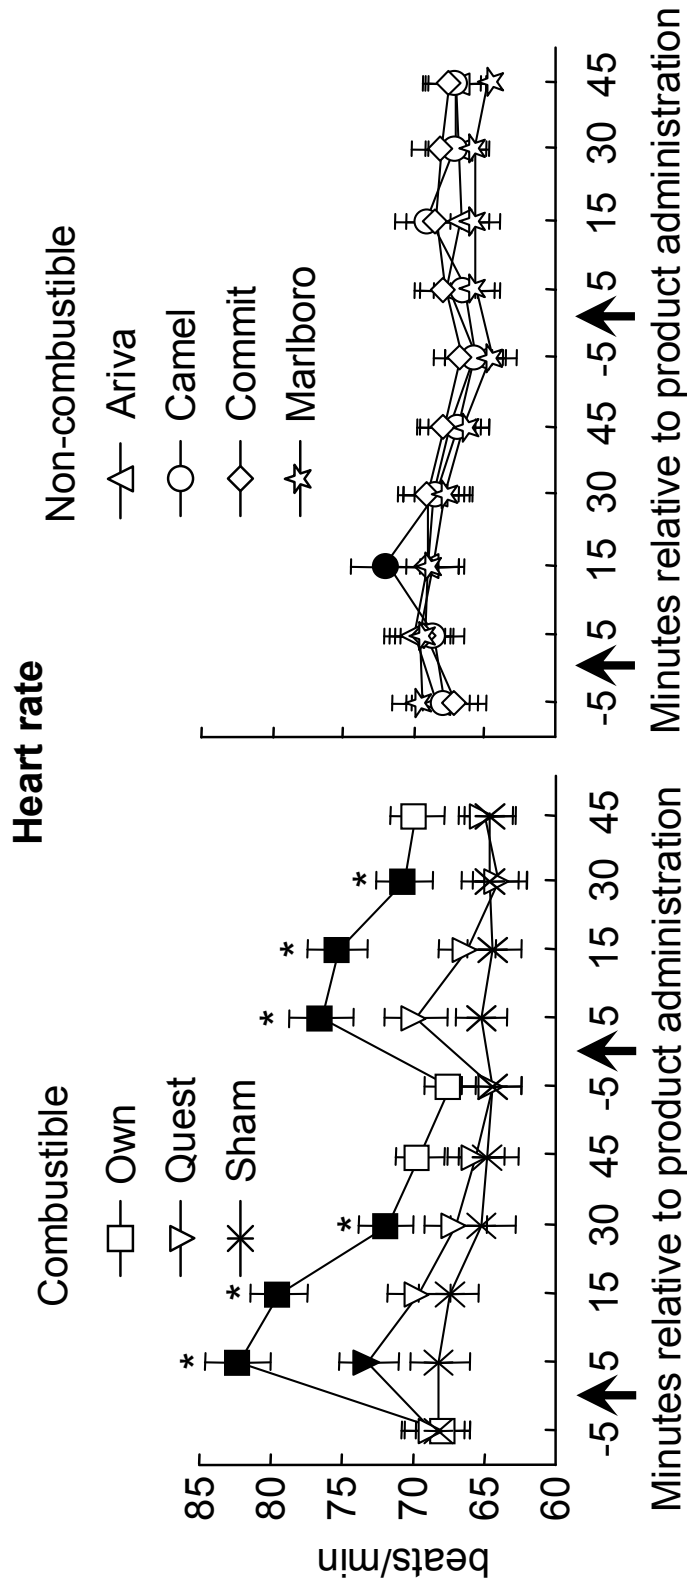 Heart rate
Combustible
Own
Quest
Sham
Non-combustible
Ariva
Camel
Commit
Marlboro
beats/min
85
80
75
70
65
60
* * * * * *
-5 5 15 30 45 -5 5 15 30 45
Minutes relative to product administration
-5 5 15 30 45 -5 5 15 30 45
Minutes relative to product administration